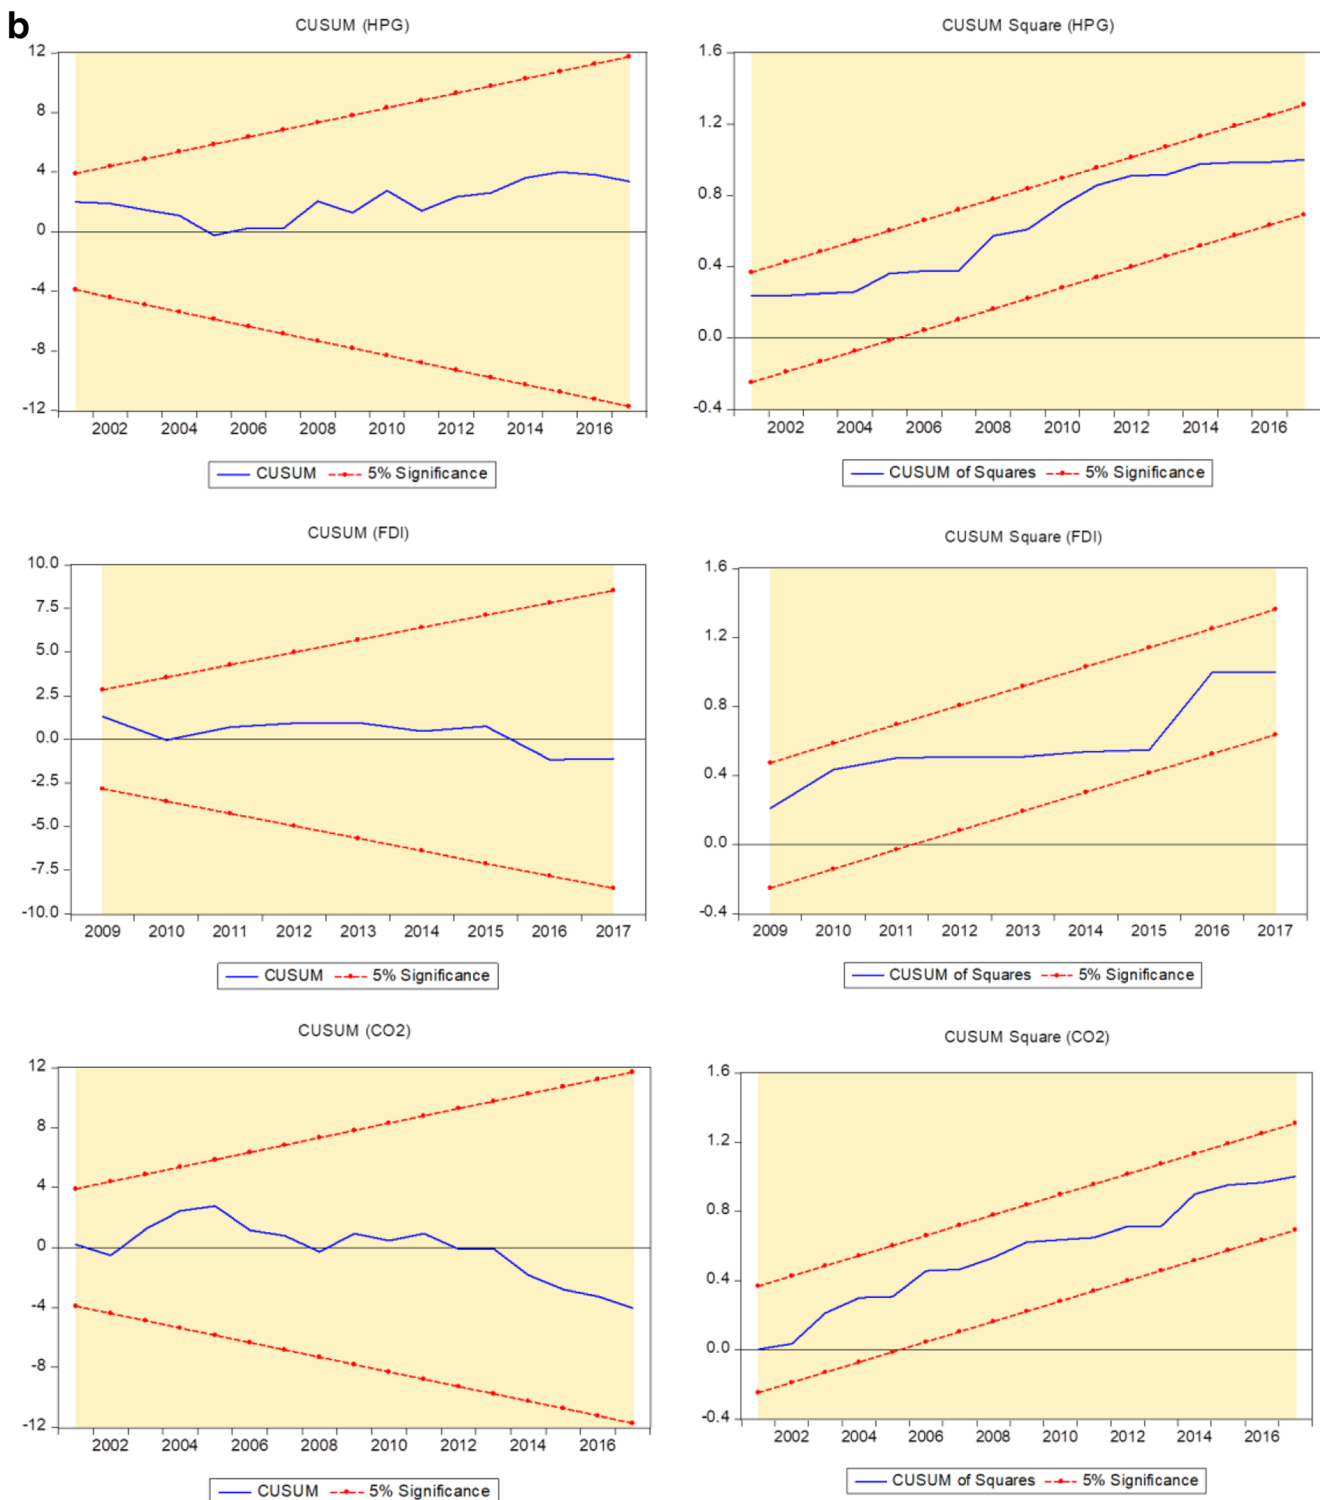 b
CUSUM (HPG)
12
8
4
0
-4
-8
-12
2002 2004 2006 2008 2010 2012 2014 2016
CUSUM 5% Significance
CUSUM Square (HPG)
1.6
1.2
0.8
0.4
0.0
-0.4
2002 2004 2006 2008 2010 2012 2014 2016
CUSUM of Squares 5% Significance
CUSUM (FDI)
10.0
7.5
5.0
2.5
0.0
-2.5
-5.0
-7.5
-10.0
2009 2010 2011 2012 2013 2014 2015 2016 2017
CUSUM 5% Significance
CUSUM Square (FDI)
1.6
1.2
0.8
0.4
0.0
-0.4
2009 2010 2011 2012 2013 2014 2015 2016 2017
CUSUM of Squares 5% Significance
CUSUM (CO2)
12
8
4
0
-4
-8
-12
2002 2004 2006 2008 2010 2012 2014 2016
CUSUM 5% Significance
CUSUM Square (CO2)
1.6
1.2
0.8
0.4
0.0
-0.4
2002 2004 2006 2008 2010 2012 2014 2016
CUSUM of Squares 5% Significance